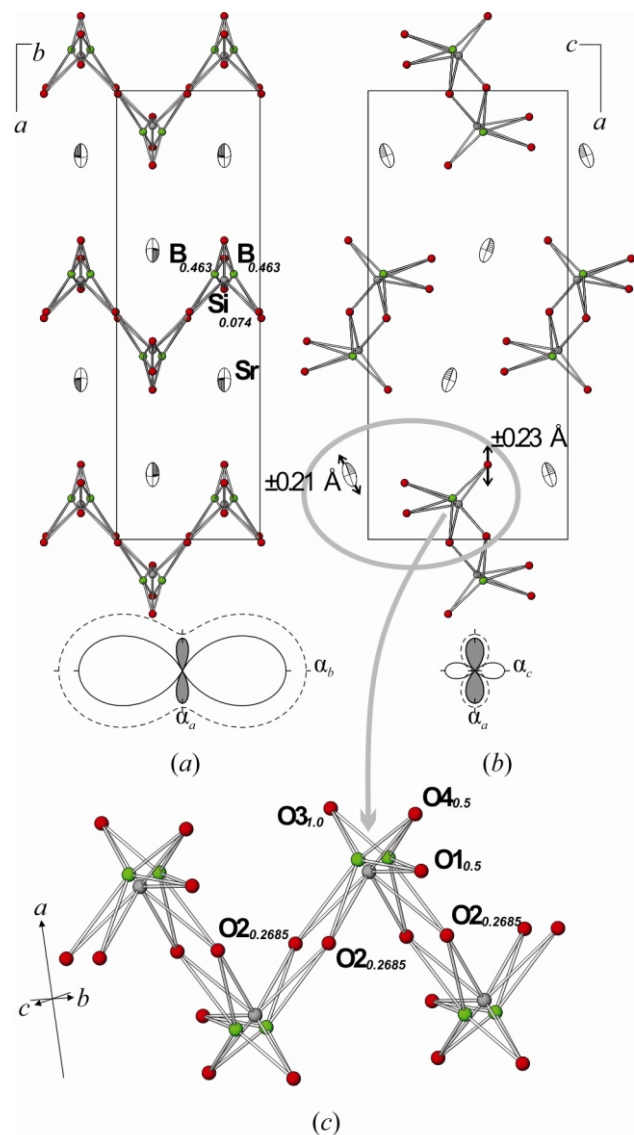 b
a
c
a
B0.463 B0.463
Si0.074
Sr
±0.21 Å
±0.23 Å
αb
αa
αc
αa
(a)
(b)
O31.0
O40.5
O10.5
O20.2685
O20.2685
O20.2685
a
c b
(c)